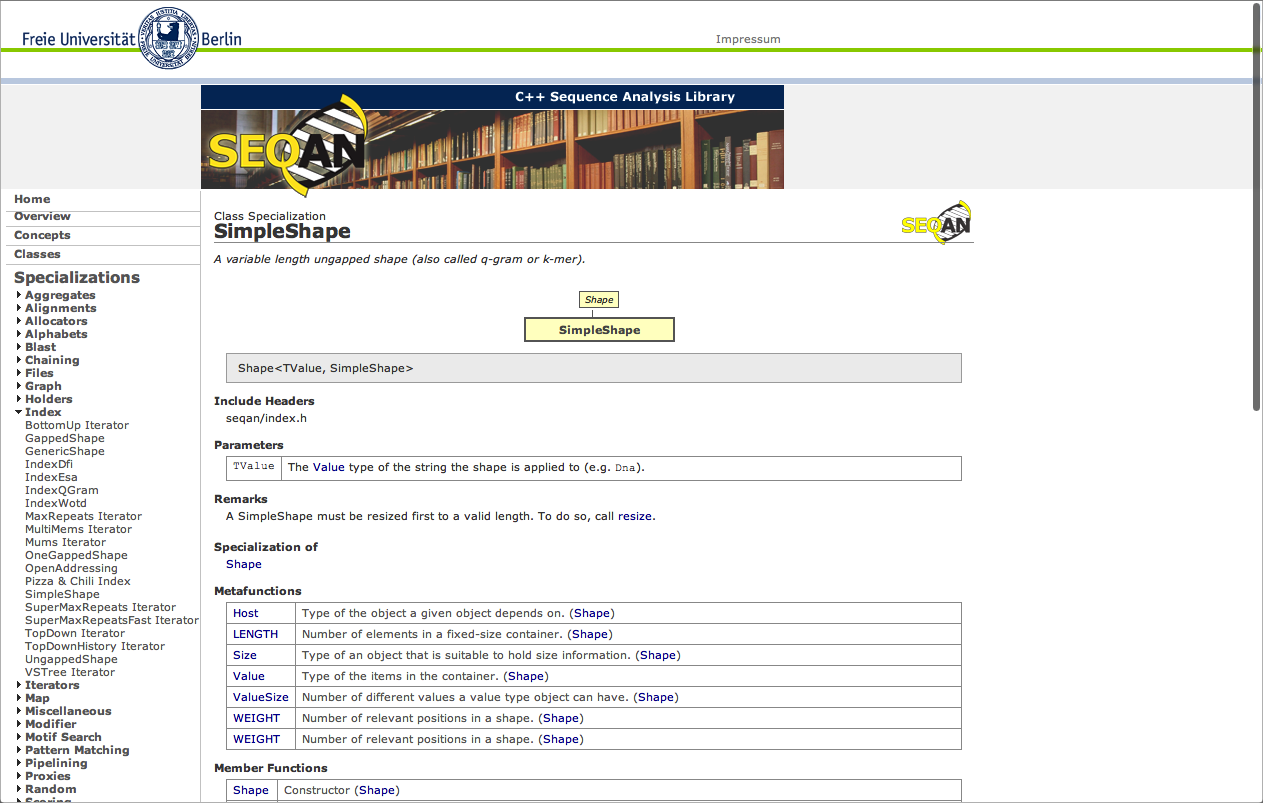 Freie Universität Berlin
Impressum
C++ Sequence Analysis Library
SEQAN
Home
Overview
Concepts
Classes
Specializations
Aggregates
Alignments
Allocators
Alphabets
Blast
Chaining
Files
Graph
Holders
Index
BottomUp Iterator
GappedShape
GenericShape
IndexDfi
IndexEsa
IndexQGram
IndexWotd
MaxRepeats Iterator
MultiMems Iterator
Mums Iterator
OneGappedShape
OpenAddressing
Pizza & Chili Index
SimpleShape
SuperMaxRepeats Iterator
SuperMaxRepeatsFast Iterator
TopDown Iterator
TopDownHistory Iterator
UngappedShape
VSTree Iterator
Iterators
Map
Miscellaneous
Modifier
Motif Search
Pattern Matching
Pipelining
Proxies
Random
Scoring
Class Specialization
SimpleShape
SEQAN
A variable length ungapped shape (also called q-gram or k-mer).
Shape
SimpleShape
Shape<TValue, SimpleShape>
Include Headers
seqan/index.h
Parameters
TValue The Value type of the string the shape is applied to (e.g. Dna).
Remarks
A SimpleShape must be resized first to a valid length. To do so, call resize.
Specialization of
Shape
Metafunctions
Host Type of the object a given object depends on. (Shape)
LENGTH Number of elements in a fixed-size container. (Shape)
Size Type of an object that is suitable to hold size information. (Shape)
Value Type of the items in the container. (Shape)
ValueSize Number of different values a value type object can have. (Shape)
WEIGHT Number of relevant positions in a shape. (Shape)
WEIGHT Number of relevant positions in a shape. (Shape)
Member Functions
Shape Constructor (Shape)